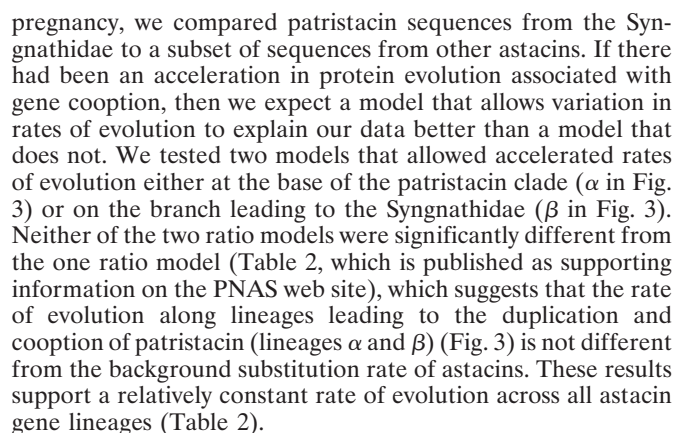 pregnancy, we compared patristacin sequences from the Syn-
gnathidae to a subset of sequences from other astacins. If there
had been an acceleration in protein evolution associated with
gene cooption, then we expect a model that allows variation in
rates of evolution to explain our data better than a model that
does not. We tested two models that allowed accelerated rates
of evolution either at the base of the patristacin clade (α in Fig.
3) or on the branch leading to the Syngnathidae (β in Fig. 3).
Neither of the two ratio models were significantly different from
the one ratio model (Table 2, which is published as supporting
information on the PNAS web site), which suggests that the rate
of evolution along lineages leading to the duplication and
cooption of patristacin (lineages α and β) (Fig. 3) is not different
from the background substitution rate of astacins. These results
support a relatively constant rate of evolution across all astacin
gene lineages (Table 2).